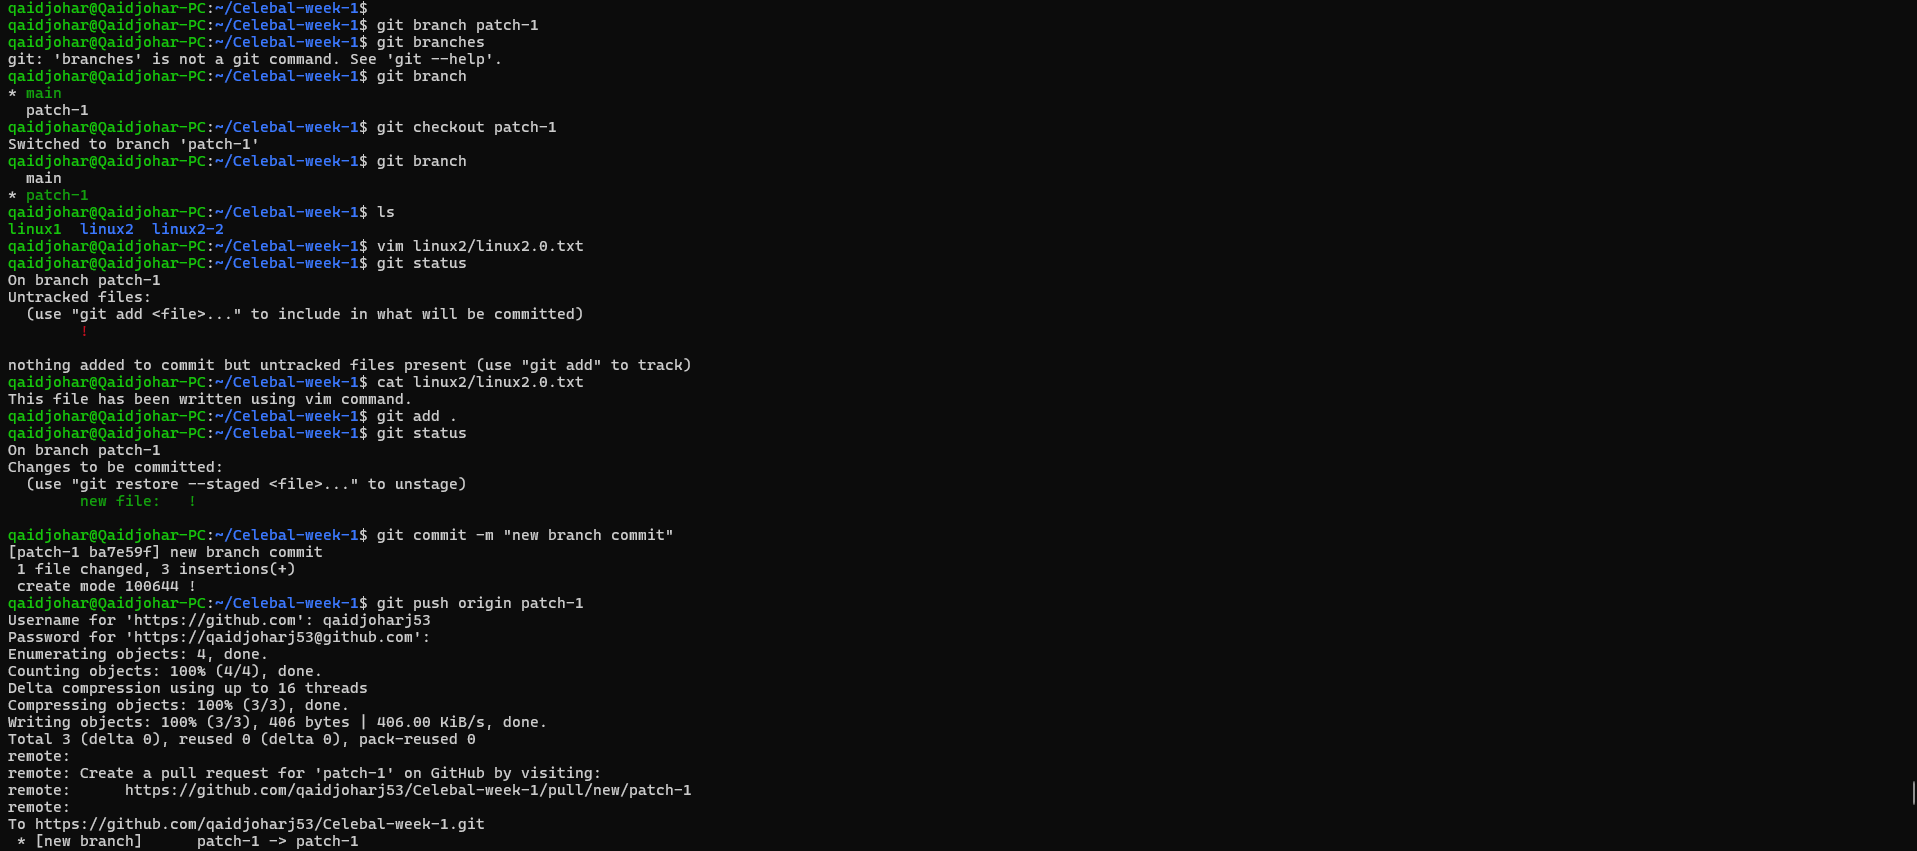 qaidjohar@Qaidjohar-PC:~/Celebal-week-1$
qaidjohar@Qaidjohar-PC:~/Celebal-week-1$ git branch patch-1
qaidjohar@Qaidjohar-PC:~/Celebal-week-1$ git branches
git: 'branches' is not a git command. See 'git --help'.
qaidjohar@Qaidjohar-PC:~/Celebal-week-1$ git branch
* main
  patch-1
qaidjohar@Qaidjohar-PC:~/Celebal-week-1$ git checkout patch-1
Switched to branch 'patch-1'
qaidjohar@Qaidjohar-PC:~/Celebal-week-1$ git branch
  main
* patch-1
qaidjohar@Qaidjohar-PC:~/Celebal-week-1$ ls
linux1  linux2  linux2-2
qaidjohar@Qaidjohar-PC:~/Celebal-week-1$ vim linux2/linux2.0.txt
qaidjohar@Qaidjohar-PC:~/Celebal-week-1$ git status
On branch patch-1
Untracked files:
  (use "git add <file>..." to include in what will be committed)
        !
nothing added to commit but untracked files present (use "git add" to track)
qaidjohar@Qaidjohar-PC:~/Celebal-week-1$ cat linux2/linux2.0.txt
This file has been written using vim command.
qaidjohar@Qaidjohar-PC:~/Celebal-week-1$ git add .
qaidjohar@Qaidjohar-PC:~/Celebal-week-1$ git status
On branch patch-1
Changes to be committed:
  (use "git restore --staged <file>..." to unstage)
        new file:   !
qaidjohar@Qaidjohar-PC:~/Celebal-week-1$ git commit -m "new branch commit"
[patch-1 ba7e59f] new branch commit
 1 file changed, 3 insertions(+)
 create mode 100644 !
qaidjohar@Qaidjohar-PC:~/Celebal-week-1$ git push origin patch-1
Username for 'https://github.com': qaidjoharj53
Password for 'https://qaidjoharj53@github.com':
Enumerating objects: 4, done.
Counting objects: 100% (4/4), done.
Delta compression using up to 16 threads
Compressing objects: 100% (3/3), done.
Writing objects: 100% (3/3), 406 bytes | 406.00 KiB/s, done.
Total 3 (delta 0), reused 0 (delta 0), pack-reused 0
remote:
remote: Create a pull request for 'patch-1' on GitHub by visiting:
remote:      https://github.com/qaidjoharj53/Celebal-week-1/pull/new/patch-1
remote:
To https://github.com/qaidjoharj53/Celebal-week-1.git
 * [new branch]      patch-1 -> patch-1